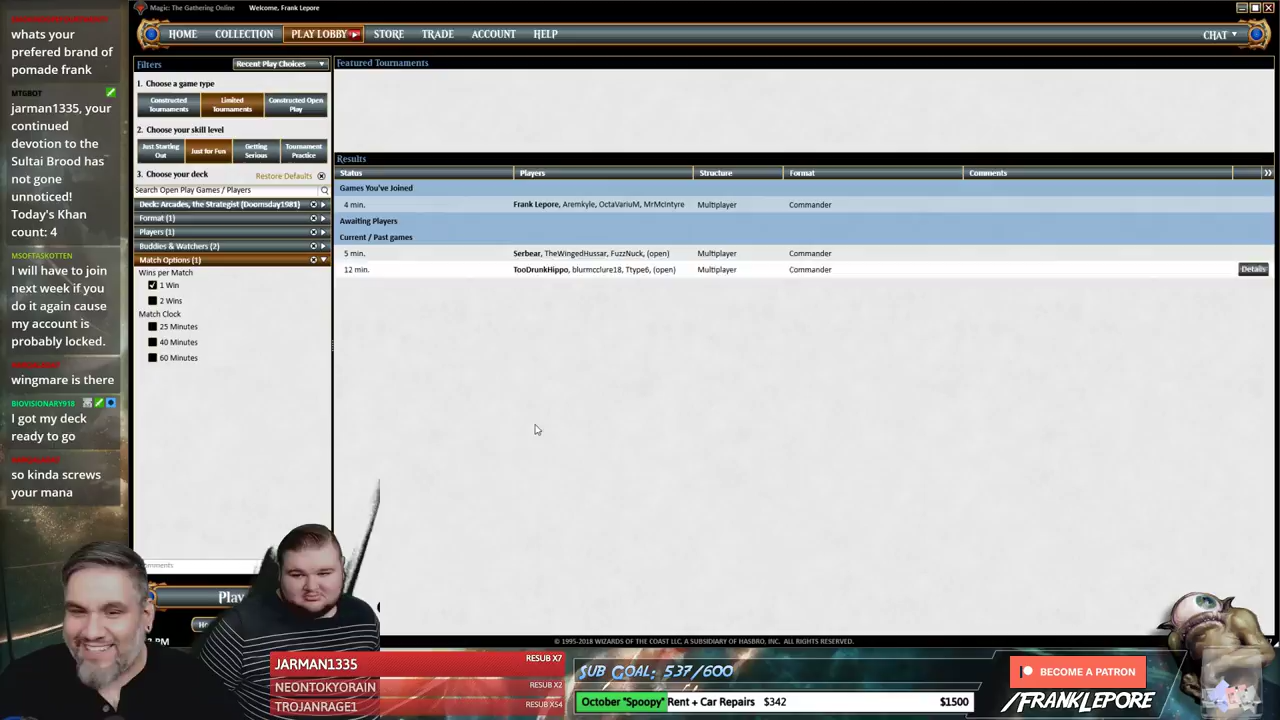 Magic: The Gathering Online Welcome, Frank Lepore
HOME COLLECTION PLAY LOBBY STORE TRADE ACCOUNT HELP CHAT
whats your
prefered brand of
pomade frank
MTGBOT
jarman1335, your
continued
devotion to the
Sultai Brood has
not gone
unnoticed!
Today's Khan
count: 4
MSOFTASKOTTEN
I will have to join
next week if you
do it again cause
my account is
probably locked.
wingmare is there
BIOVISIONARY918
I got my deck
ready to go
so kinda screws
your mana
Filters Recent Play Choices
1. Choose a game type
Constructed Tournaments
Limited Tournaments
Constructed Open Play
2. Choose your skill level
Just Starting Out
Just for Fun
Getting Serious
Tournament Practice
3. Choose your deck Restore Defaults
Search Open Play Games / Players
Deck: Arcades, the Strategist (Doomsday1981)
Format (1)
Players (1)
Buddies & Watchers (2)
Match Options (1)
Wins per Match
1 Win
2 Wins
Match Clock
25 Minutes
40 Minutes
60 Minutes
Featured Tournaments
Results
Status Players Structure Format Comments
Games You've Joined
4 min. Frank Lepore, Aremkyle, OctaVariuM, MrMcIntyre Multiplayer Commander
Awaiting Players
Current / Past games
5 min. Serbear, TheWingedHussar, FuzzNuck, (open) Multiplayer Commander
12 min. TooDrunkHippo, blurmcclure18, Ttype6, (open) Multiplayer Commander Details
© 1995-2018 WIZARDS OF THE COAST LLC, A SUBSIDIARY OF HASBRO, INC. ALL RIGHTS RESERVED.
JARMAN1335 RESUB X7
NEONTOKYORAIN RESUB X2
TROJANRAGE1 RESUB X54
SUB GOAL: 537/600
October "Spoopy" Rent + Car Repairs $342 $1500
BECOME A PATRON
/FRANKLEPORE